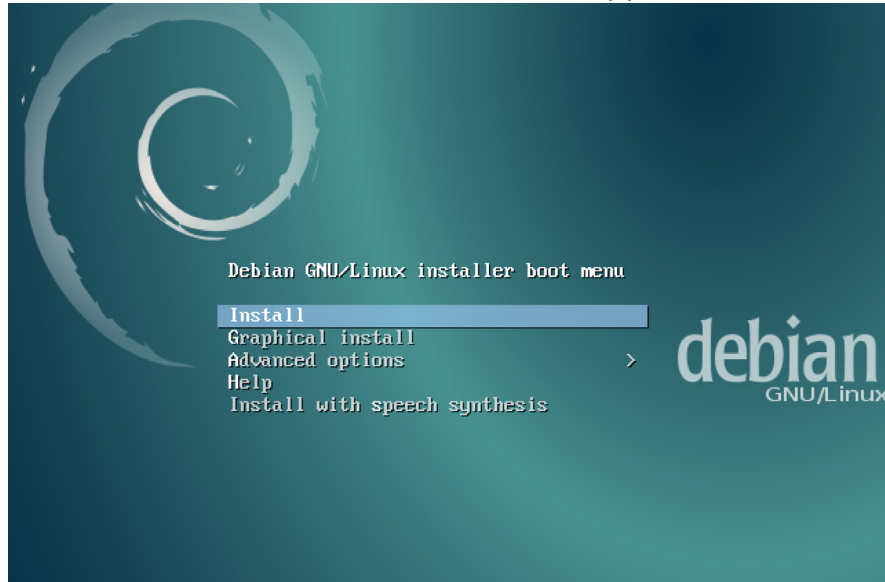 Debian GNU/Linux installer boot menu
Install
Graphical install
Advanced options >
Help
Install with speech synthesis
debian
GNU/Linux